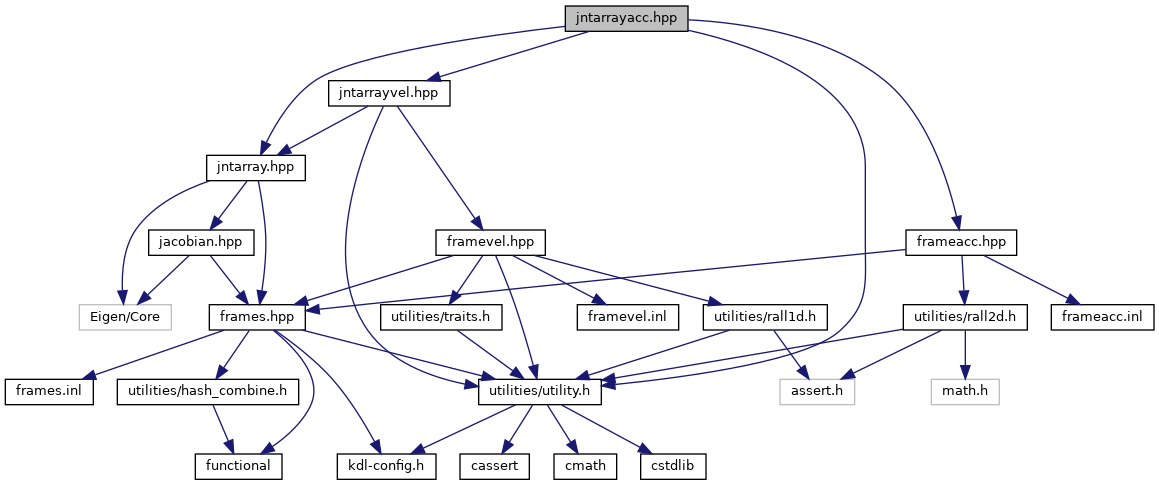 jntarrayacc.hpp
jntarrayvel.hpp
jntarray.hpp
jacobian.hpp
framevel.hpp
frameacc.hpp
Eigen/Core
frames.hpp
utilities/traits.h
framevel.inl
utilities/rall1d.h
utilities/rall2d.h
frameacc.inl
frames.inl
utilities/hash_combine.h
utilities/utility.h
assert.h
math.h
functional
kdl-config.h
cassert
cmath
cstdlib